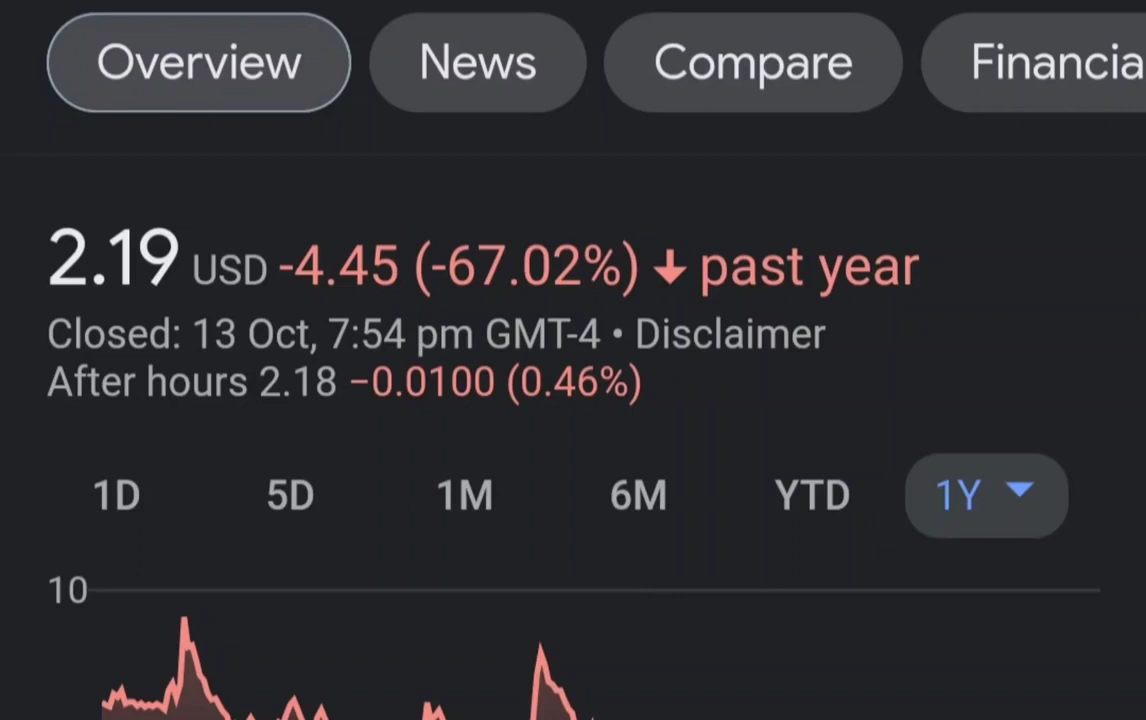 Overview News Compare Financia
2.19 USD -4.45 (-67.02%) ↓ past year
Closed: 13 Oct, 7:54 pm GMT-4 • Disclaimer
After hours 2.18 −0.0100 (0.46%)
1D 5D 1M 6M YTD 1Y
10